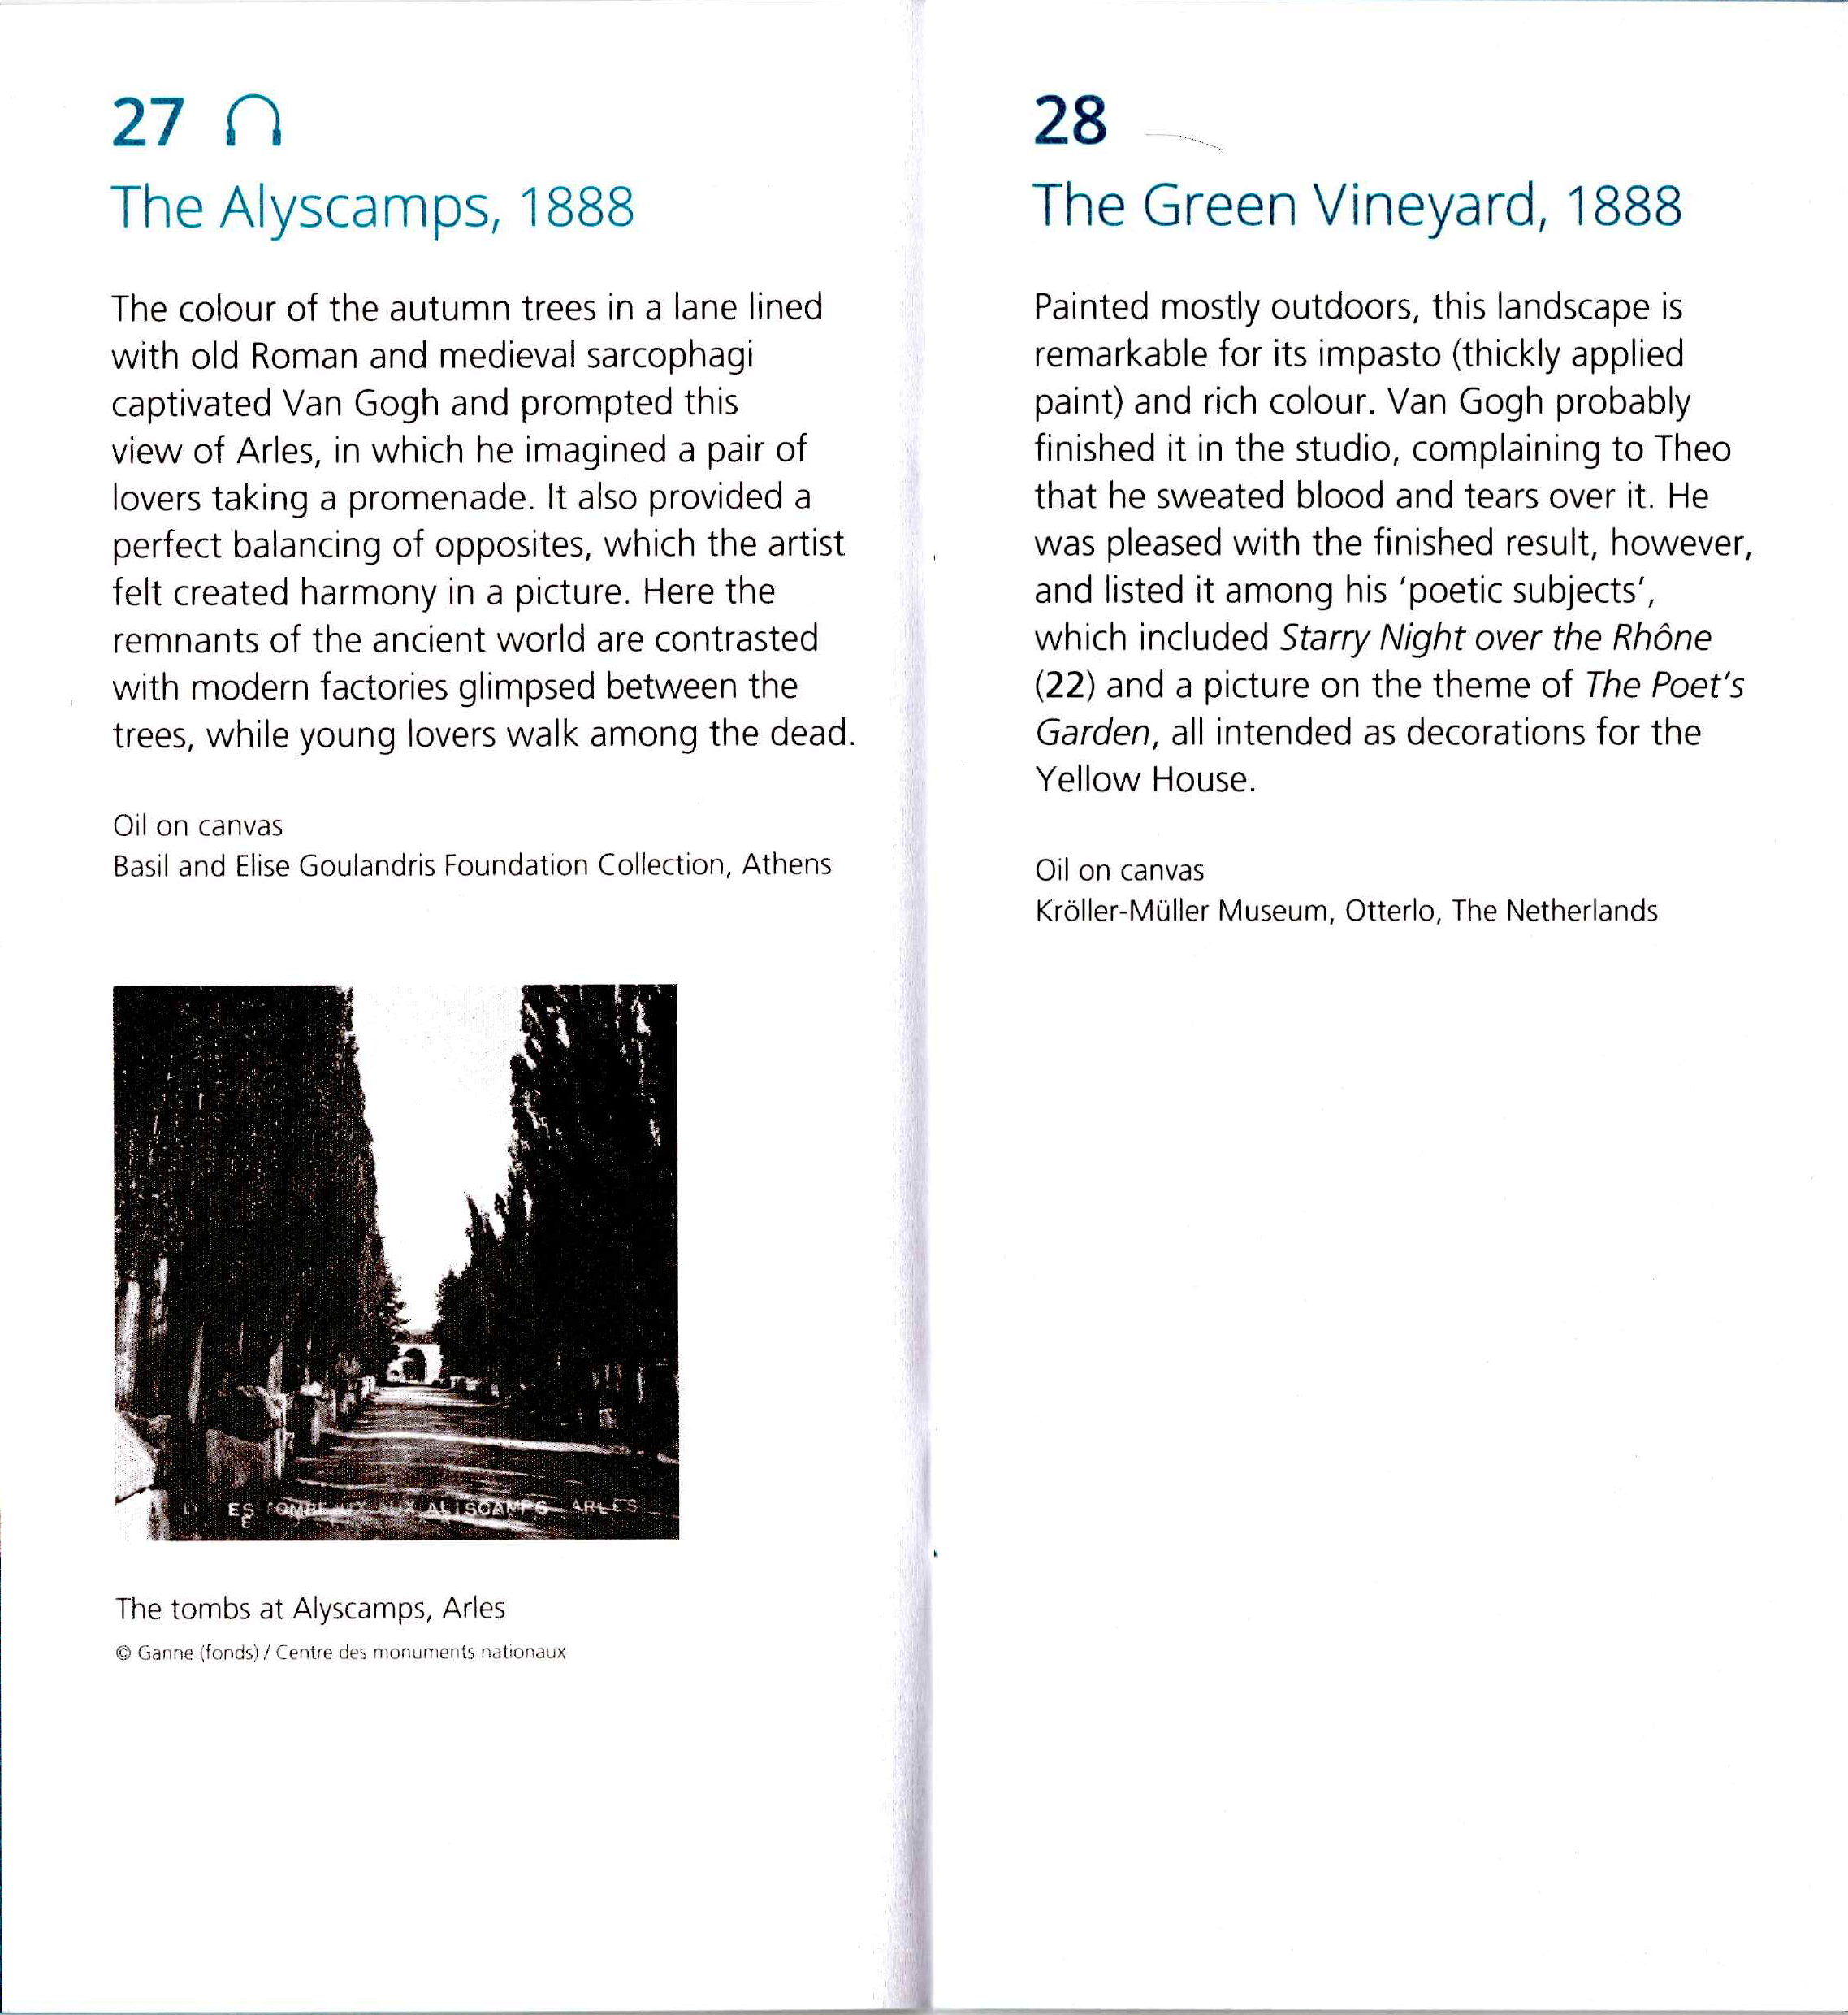 27
The Alyscamps, 1888
The colour of the autumn trees in a lane lined
with old Roman and medieval sarcophagi
captivated Van Gogh and prompted this
view of Arles, in which he imagined a pair of
lovers taking a promenade. It also provided a
perfect balancing of opposites, which the artist
felt created harmony in a picture. Here the
remnants of the ancient world are contrasted
with modern factories glimpsed between the
trees, while young lovers walk among the dead.
Oil on canvas
Basil and Elise Goulandris Foundation Collection, Athens
ALISCAMPS ARLES
The tombs at Alyscamps, Arles
© Ganne (fonds) / Centre des monuments nationaux
28
The Green Vineyard, 1888
Painted mostly outdoors, this landscape is
remarkable for its impasto (thickly applied
paint) and rich colour. Van Gogh probably
finished it in the studio, complaining to Theo
that he sweated blood and tears over it. He
was pleased with the finished result, however,
and listed it among his ‘poetic subjects’,
which included Starry Night over the Rhône
(22) and a picture on the theme of The Poet’s
Garden, all intended as decorations for the
Yellow House.
Oil on canvas
Kröller-Müller Museum, Otterlo, The Netherlands